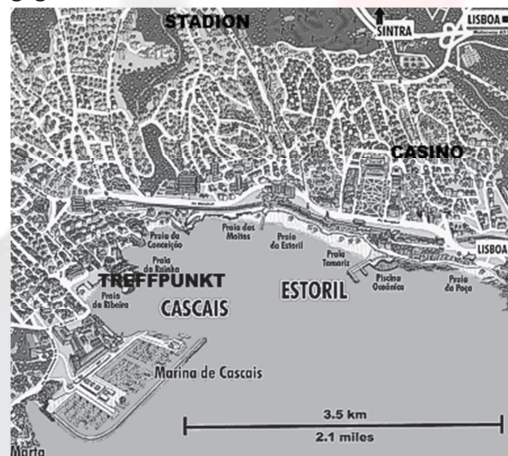 STADION
LISBOA
SINTRA
CASINO
Praia da
Conceição
Praia das
Moitas
Praia
do Estoril
LISBOA
Praia
da Rainha
Praia
Tamariz
TREFFPUNKT
Piscina
Oceânica
Praia
da Poça
Praia
da Ribeira
CASCAIS
ESTORIL
Marina de Cascais
3.5 km
2.1 miles
Marta